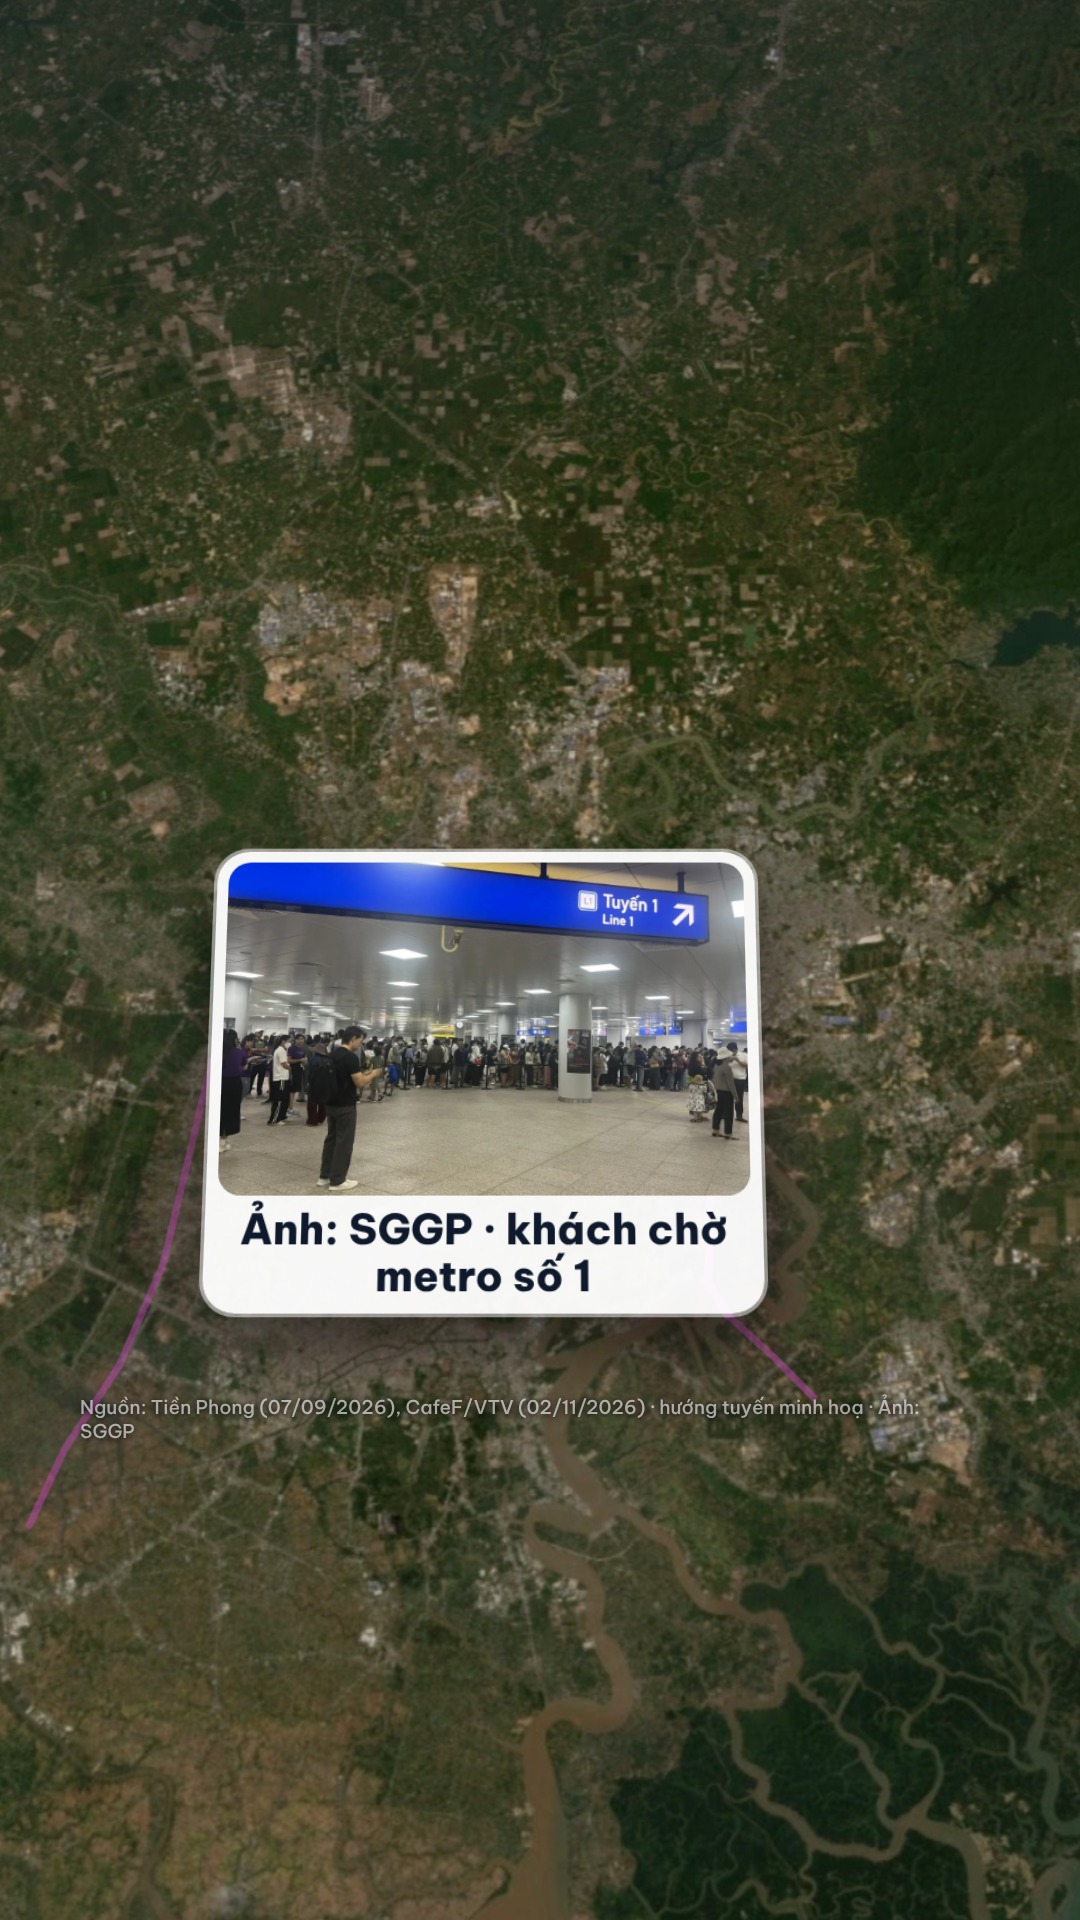 Tuyến 1
Line 1
Ảnh: SGGP · khách chờ
metro số 1
Nguồn: Tiền Phong (07/09/2026), CafeF/VTV (02/11/2026) · hướng tuyến minh hoạ · Ảnh:
SGGP